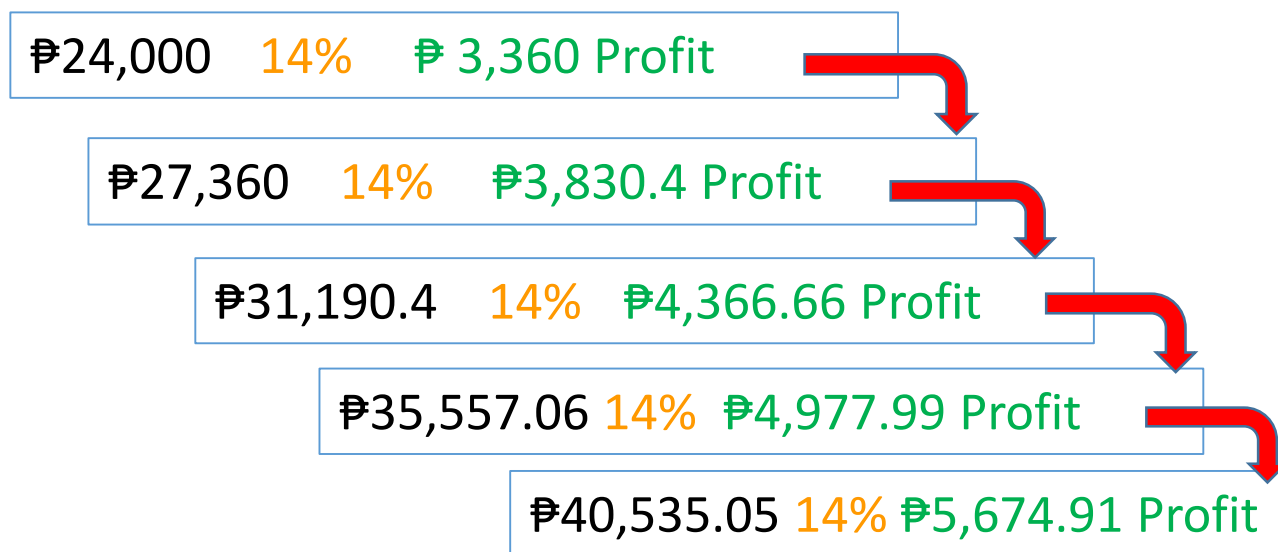 ₱24,000 14% ₱ 3,360 Profit
₱27,360 14% ₱3,830.4 Profit
₱31,190.4 14% ₱4,366.66 Profit
₱35,557.06 14% ₱4,977.99 Profit
₱40,535.05 14% ₱5,674.91 Profit